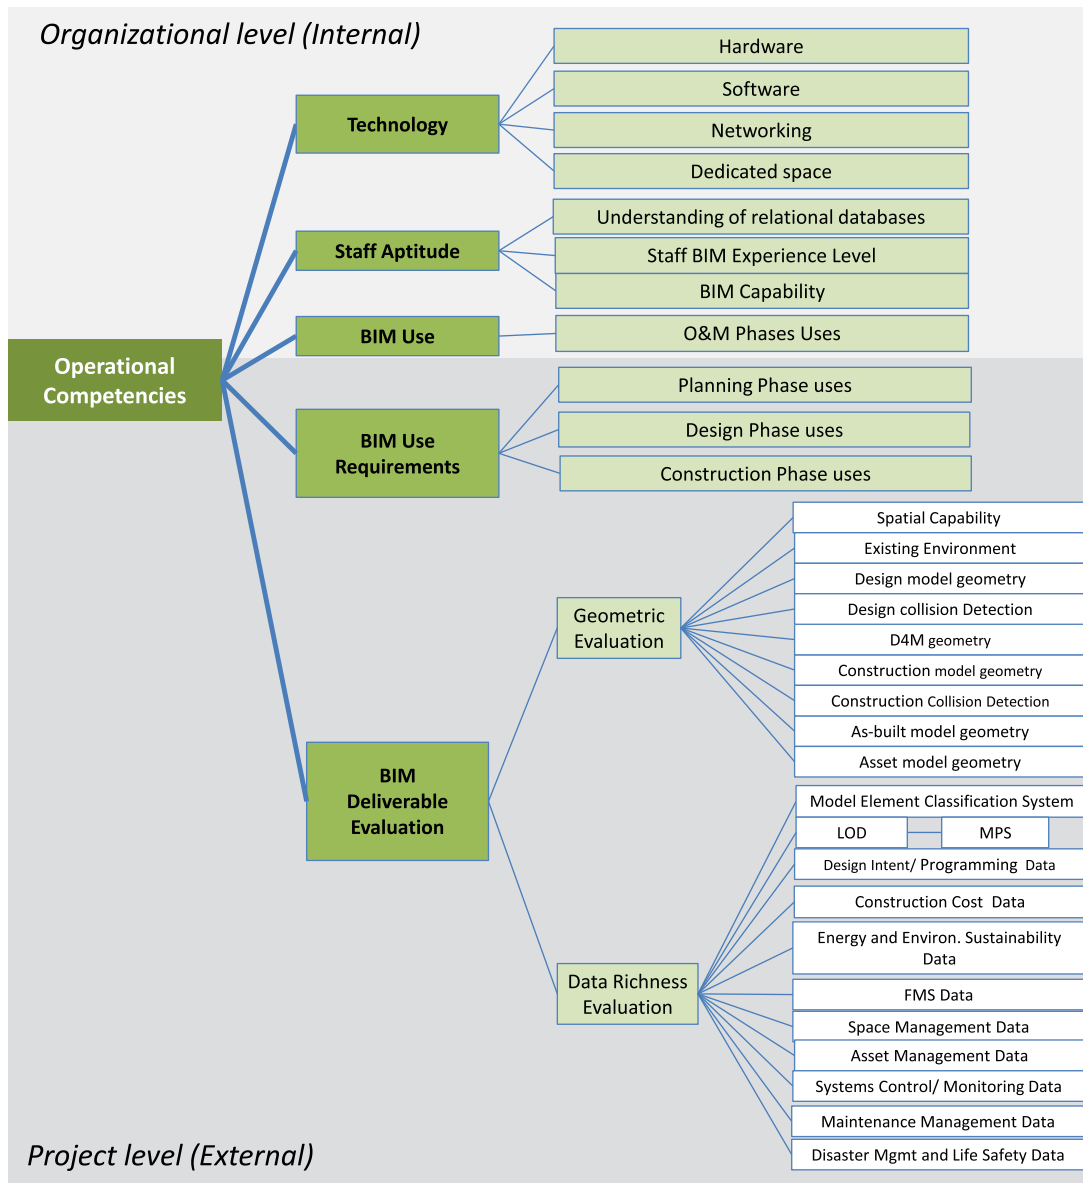 Organizational level (Internal)
Hardware
Software
Technology
Networking
Dedicated space
Understanding of relational databases
Staff Aptitude
Staff BIM Experience Level
BIM Capability
BIM Use
O&M Phases Uses
Operational
Competencies
Planning Phase uses
BIM Use
Requirements
Design Phase uses
Construction Phase uses
Spatial Capability
Existing Environment
Design model geometry
Geometric
Evaluation
Design collision Detection
D4M geometry
Construction model geometry
Construction Collision Detection
As-built model geometry
Asset model geometry
BIM
Deliverable
Evaluation
Model Element Classification System
LOD
MPS
Design Intent/ Programming Data
Construction Cost Data
Energy and Environ. Sustainability
Data
Data Richness
Evaluation
FMS Data
Space Management Data
Asset Management Data
Systems Control/ Monitoring Data
Maintenance Management Data
Disaster Mgmt and Life Safety Data
Project level (External)